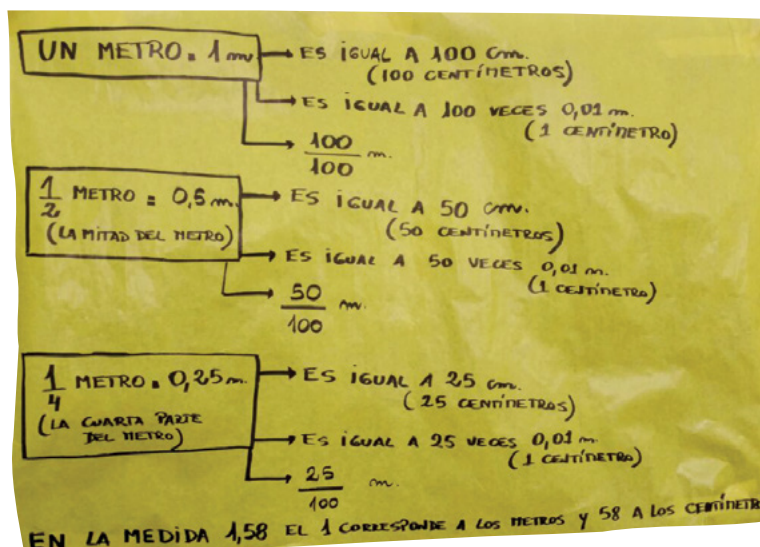 UN METRO = 1 m → ES IGUAL A 100 cm.
(100 CENTÍMETROS)
→ ES IGUAL A 100 VECES 0,01 m.
(1 CENTÍMETRO)
→ 100/100 m.
1/2 METRO = 0,5 m. → ES IGUAL A 50 cm.
(LA MITAD DEL METRO)
(50 CENTÍMETROS)
→ ES IGUAL A 50 VECES 0,01 m.
(1 CENTÍMETRO)
→ 50/100 m.
1/4 METRO = 0,25 m. → ES IGUAL A 25 cm.
(LA CUARTA PARTE
DEL METRO)
(25 CENTÍMETROS)
→ ES IGUAL A 25 VECES 0,01 m.
(1 CENTÍMETRO)
→ 25/100 m.
EN LA MEDIDA 1,58 EL 1 CORRESPONDE A LOS METROS Y 58 A LOS CENTÍMETR